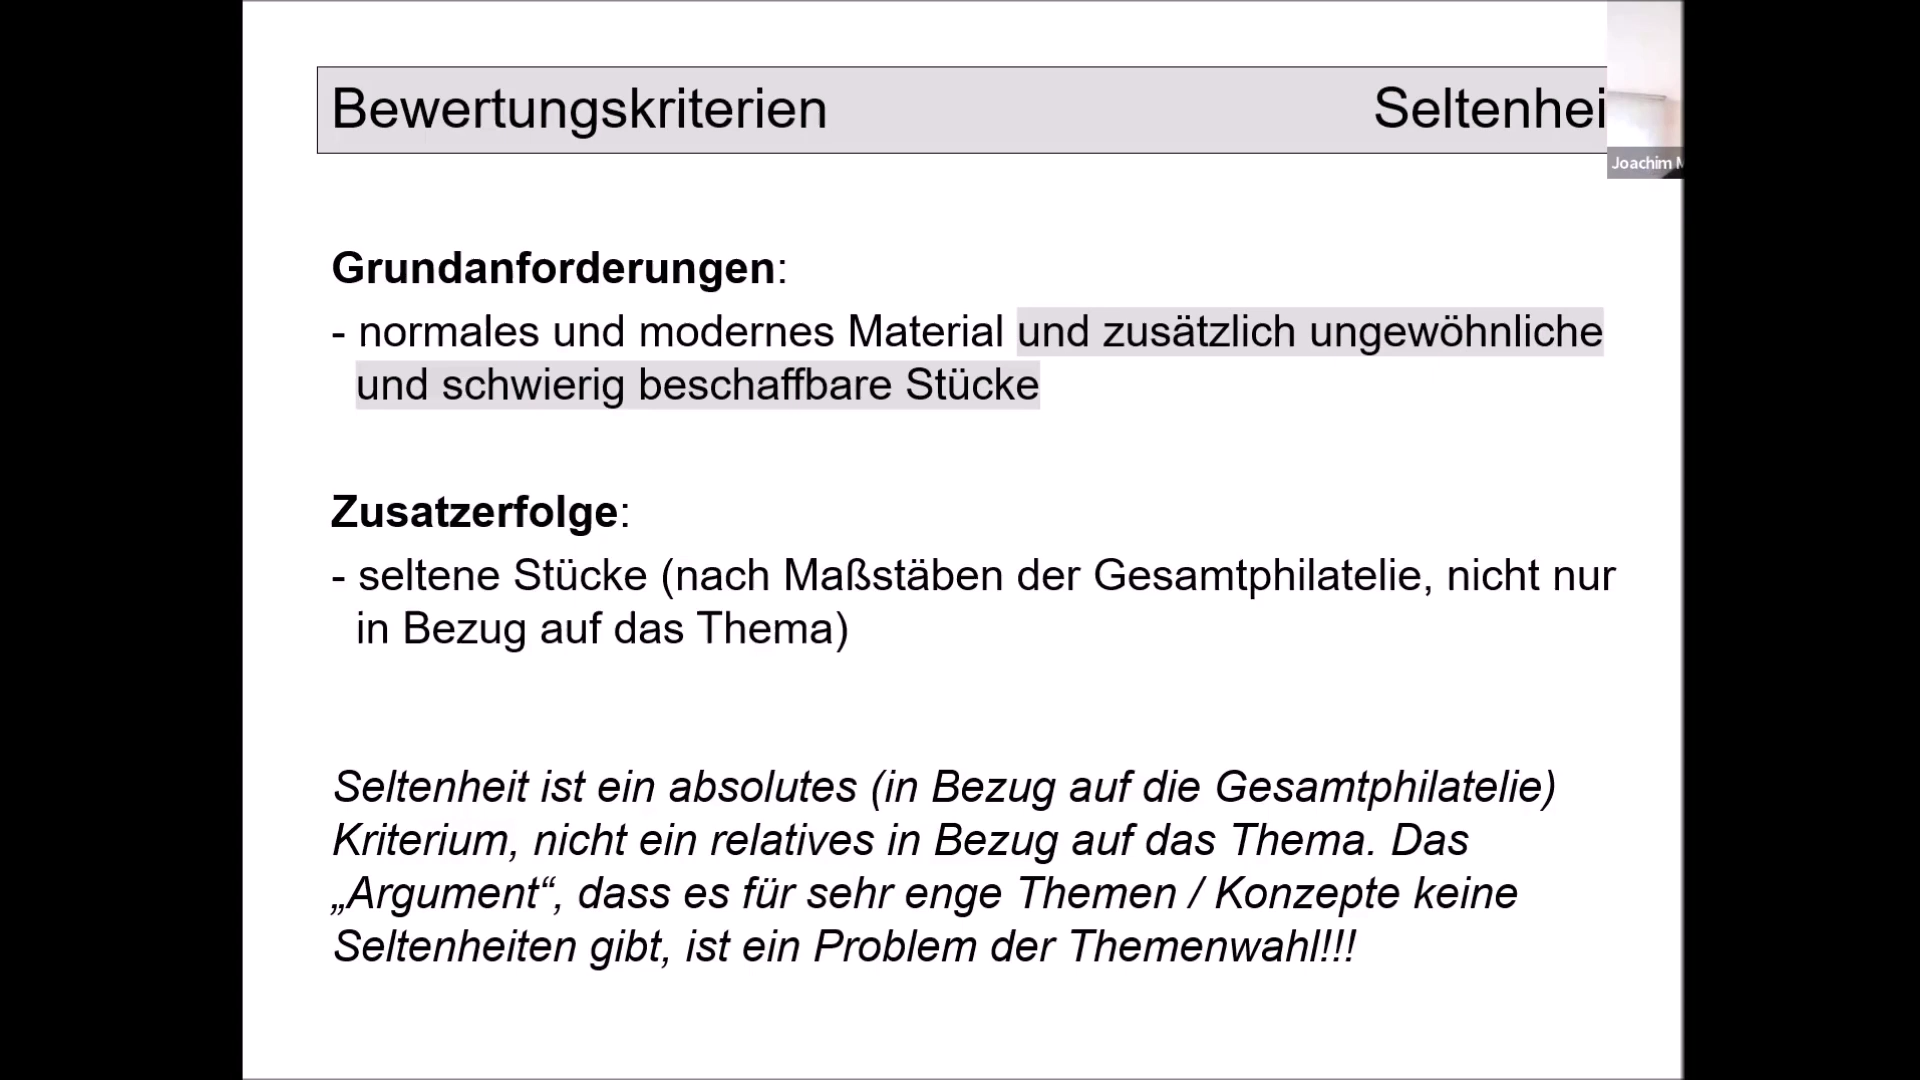 Bewertungskriterien Seltenhei
Joachim M
Grundanforderungen:
- normales und modernes Material und zusätzlich ungewöhnliche
und schwierig beschaffbare Stücke
Zusatzerfolge:
- seltene Stücke (nach Maßstäben der Gesamtphilatelie, nicht nur
in Bezug auf das Thema)
Seltenheit ist ein absolutes (in Bezug auf die Gesamtphilatelie)
Kriterium, nicht ein relatives in Bezug auf das Thema. Das
„Argument“, dass es für sehr enge Themen / Konzepte keine
Seltenheiten gibt, ist ein Problem der Themenwahl!!!